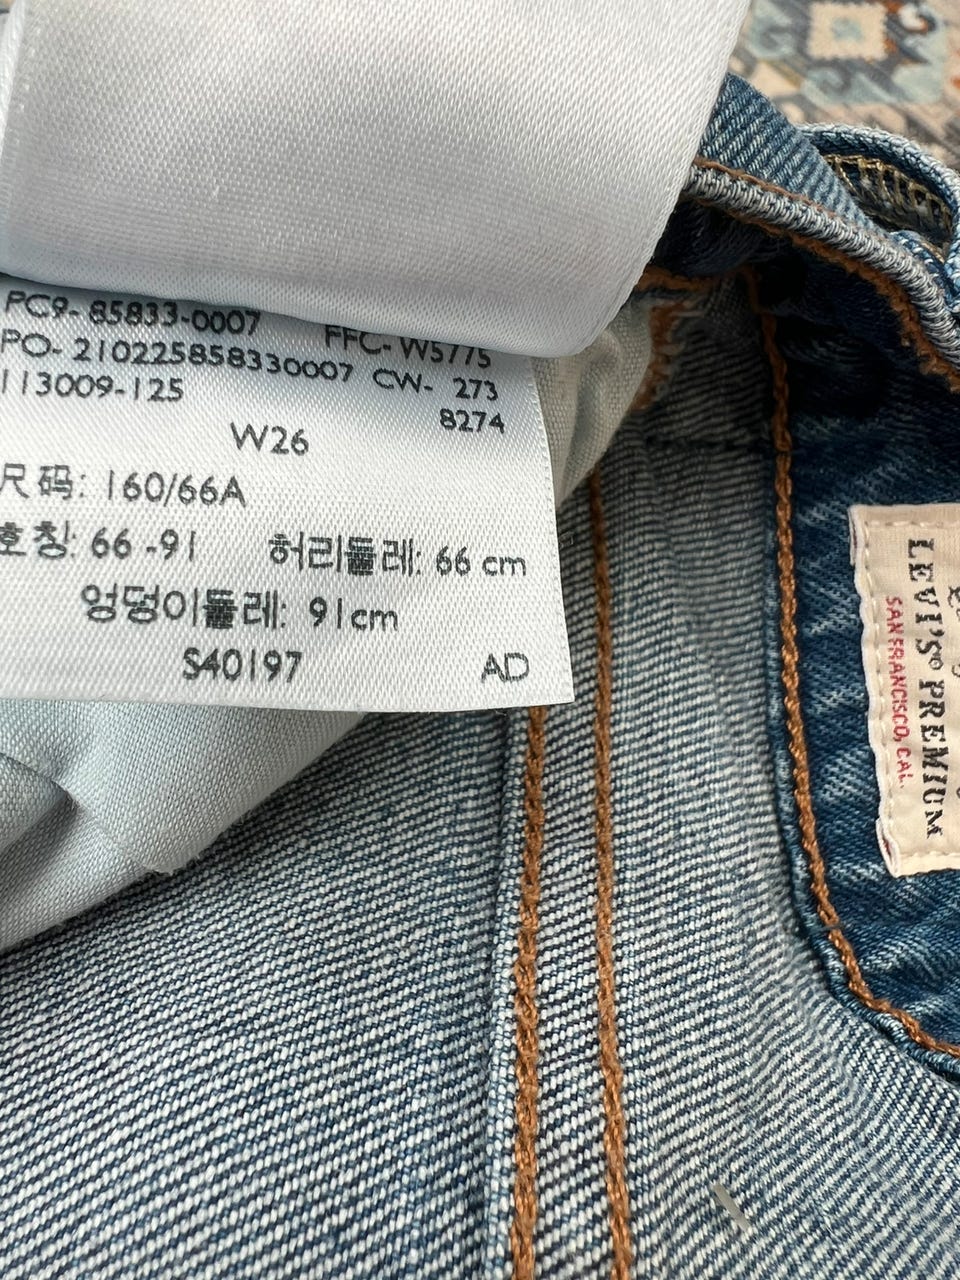 PC9- 85833-0007 FFC- W5775
PO- 210225858330007 CW- 273
113009-125 8274
W26
尺码: 160/66A
호칭: 66 -91 허리둘레: 66 cm
엉덩이둘레: 91cm
S40197 AD
LEVI'S® PREMIUM
SAN FRANCISCO, CAL.